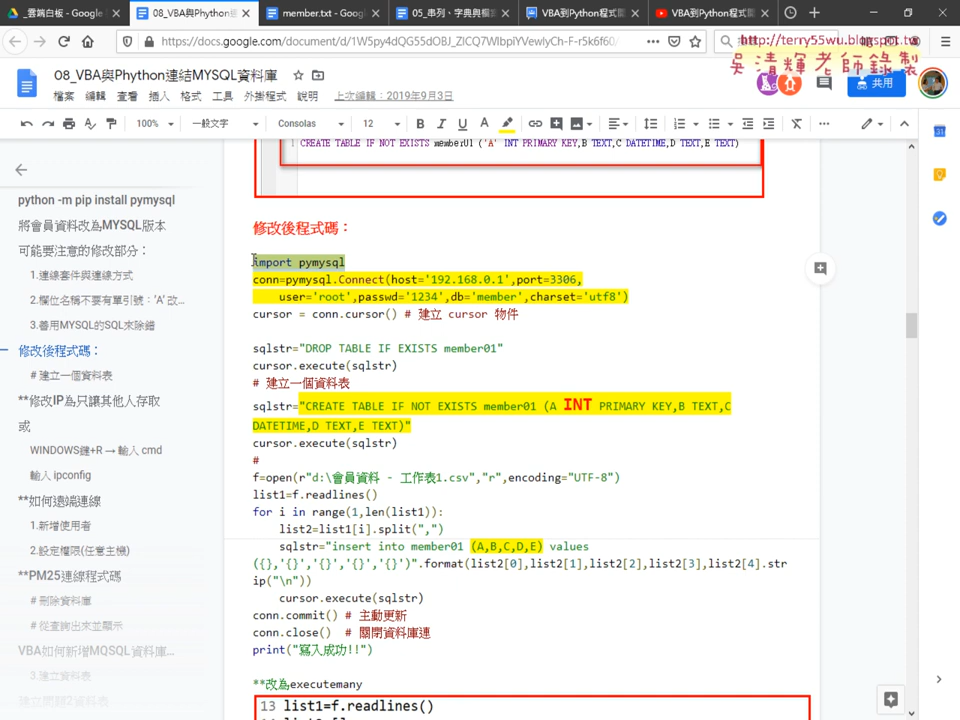 _雲端白板 - Google
08_VBA與Phython連
member.txt - Goog
05_串列、字典與檔
VBA到Python程式開
VBA到Python程式開
https://docs.google.com/document/d/1W5py4dQG55dOBJ_ZICQ7WIbpiYVewlyCh-F-r5k6f60/
搜尋
http://terry55wu.blogspot.tw
吳清輝老師錄製
08_VBA與Phython連結MYSQL資料庫
檔案 編輯 查看 插入 格式 工具 外掛程式 說明 上次編輯：2019年9月3日
共用
100% 一般文字 Consolas 12
python -m pip install pymysql
將會員資料改為MYSQL版本
可能要注意的修改部分：
1.連線套件與連線方式
2.欄位名稱不要有單引號：'A' 改...
3.善用MYSQL的SQL來除錯
修改後程式碼：
# 建立一個資料表
**修改IP為只讓其他人存取
或
WINDOWS鍵+R → 輸入 cmd
輸入 ipconfig
**如何遠端連線
1.新增使用者
2.設定權限(任意主機)
**PM25連線程式碼
# 刪除資料庫
# 從查詢出來並顯示
VBA如何新增MQSQL資料庫...
3.建立資料表
建立問題2資料表
1 CREATE TABLE IF NOT EXISTS member01 ('A' INT PRIMARY KEY,B TEXT,C DATETIME,D TEXT,E TEXT)
修改後程式碼：
import pymysql
conn=pymysql.Connect(host='192.168.0.1',port=3306,
user='root',passwd='1234',db='member',charset='utf8')
cursor = conn.cursor() # 建立 cursor 物件
sqlstr="DROP TABLE IF EXISTS member01"
cursor.execute(sqlstr)
# 建立一個資料表
sqlstr="CREATE TABLE IF NOT EXISTS member01 (A INT PRIMARY KEY,B TEXT,C
DATETIME,D TEXT,E TEXT)"
cursor.execute(sqlstr)
#
f=open(r"d:\會員資料 - 工作表1.csv","r",encoding="UTF-8")
list1=f.readlines()
for i in range(1,len(list1)):
list2=list1[i].split(",")
sqlstr="insert into member01 (A,B,C,D,E) values
({},'{}','{}','{}','{}')".format(list2[0],list2[1],list2[2],list2[3],list2[4].str
ip("\n"))
cursor.execute(sqlstr)
conn.commit() # 主動更新
conn.close() # 關閉資料庫連
print("寫入成功!!")
**改為executemany
13 list1=f.readlines()